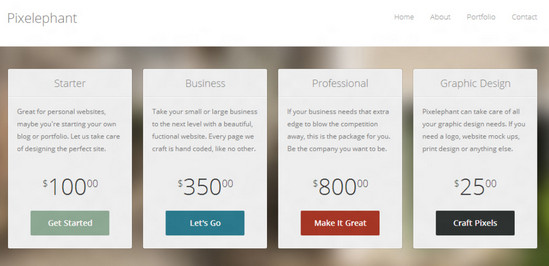 Pixelephant
Home About Portfolio Contact
Starter
Great for personal websites,
maybe you're starting your own
blog or portfolio. Let us take care
of designing the perfect site.
$100 00
Get Started
Business
Take your small or large business
to the next level with a beautiful,
fuctional website. Every page we
craft is hand coded, like no other.
$350 00
Let's Go
Professional
If your business needs that extra
edge to blow the competition
away, this is the package for you.
Be the company you want to be.
$800 00
Make It Great
Graphic Design
Pixelephant can take care of all
your graphic design needs. If you
need a logo, website mock ups,
print design or anything else.
$25 00
Craft Pixels